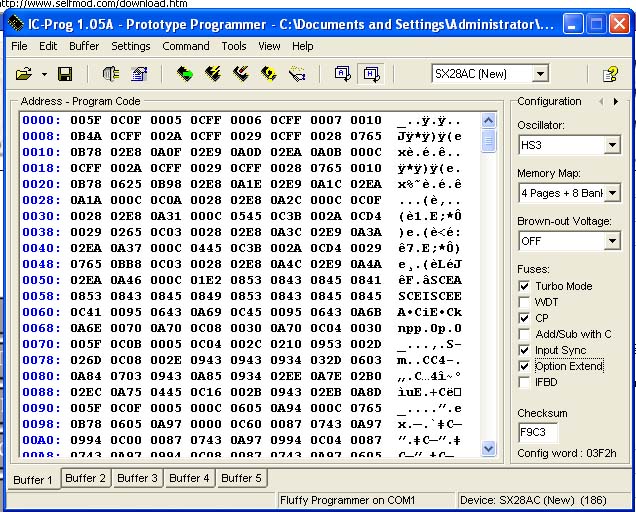 ttp://www.selfmod.com/download.htm
IC-Prog 1.05A - Prototype Programmer - C:\Documents and Settings\Administrator\...
File Edit Buffer Settings Command Tools View Help
SX28AC (New)
Address - Program Code
0000: 005F 0C0F 0005 0CFF 0006 0CFF 0007 0010 _..ÿ.ÿ..
0008: 0B4A 0CFF 002A 0CFF 0029 0CFF 0028 0765 Jÿ*ÿ)ÿ(e
0010: 0B78 02E8 0A0F 02E9 0A0D 02EA 0A0B 000C xè.é.ê..
0018: 0CFF 002A 0CFF 0029 0CFF 0028 0765 0010 ÿ*ÿ)ÿ(e.
0020: 0B78 0625 0B98 02E8 0A1E 02E9 0A1C 02EA x%˜è.é.ê
0028: 0A1A 000C 0C0A 0028 02E8 0A2C 000C 0C0F ...(è,..
0030: 0028 02E8 0A31 000C 0545 0C3B 002A 0CD4 (è1.E;*Ô
0038: 0029 0265 0C03 0028 02E8 0A3C 02E9 0A3A )e.(è<é:
0040: 02EA 0A37 000C 0445 0C3B 002A 0CD4 0029 ê7.E;*Ô)
0048: 0765 0BB8 0C03 0028 02E8 0A4C 02E9 0A4A e¸.(èLéJ
0050: 02EA 0A46 000C 01E2 0853 0843 0845 0841 êF.âSCEA
0058: 0853 0843 0845 0849 0853 0843 0845 0845 SCEISCEE
0060: 0C41 0095 0643 0A69 0C45 0095 0643 0A6B A•CiE•Ck
0068: 0A6E 0070 0A70 0C08 0030 0A70 0C04 0030 npp.0p.0
0070: 005F 0C0B 0005 0C04 002C 0210 0953 002D _...,.S-
0078: 026D 0C08 002E 0943 0943 0934 032D 0603 m..CC4-.
0080: 0A84 0703 0943 0A85 0934 02EE 0A7E 02B0 „.C…4î~°
0088: 02EC 0A75 0445 0C16 002B 0943 02EB 0A8D ìuE.+Cë□
0090: 005F 0C0F 0005 000C 0605 0A94 000C 0765 _....”.e
0098: 0B78 0605 0A97 000C 0C60 0087 0743 0A97 x.—.`‡C—
00A0: 0994 0C00 0087 0743 0A97 0994 0C04 0087 ”.‡C—”.‡
00A8: 0743 0A97 0994 0C08 0087 0743 0A97 0605 C—”.‡C—.
Configuration
Oscillator:
HS3
Memory Map:
4 Pages + 8 Banl
Brown-out Voltage:
OFF
Fuses:
Turbo Mode
WDT
CP
Add/Sub with C
Input Sync
Option Extend
IFBD
Checksum
F9C3
Config word : 03F2h
Buffer 1 Buffer 2 Buffer 3 Buffer 4 Buffer 5
Fluffy Programmer on COM1 Device: SX28AC (New) (186)